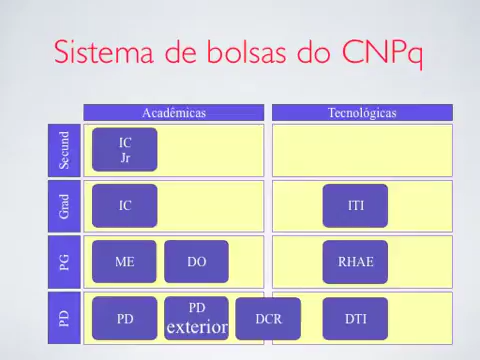 Sistema de bolsas do CNPq
Acadêmicas Tecnológicas
Secund
IC
Jr
Grad
IC ITI
PG
ME DO RHAE
PD
PD
PD
exterior
DCR DTI